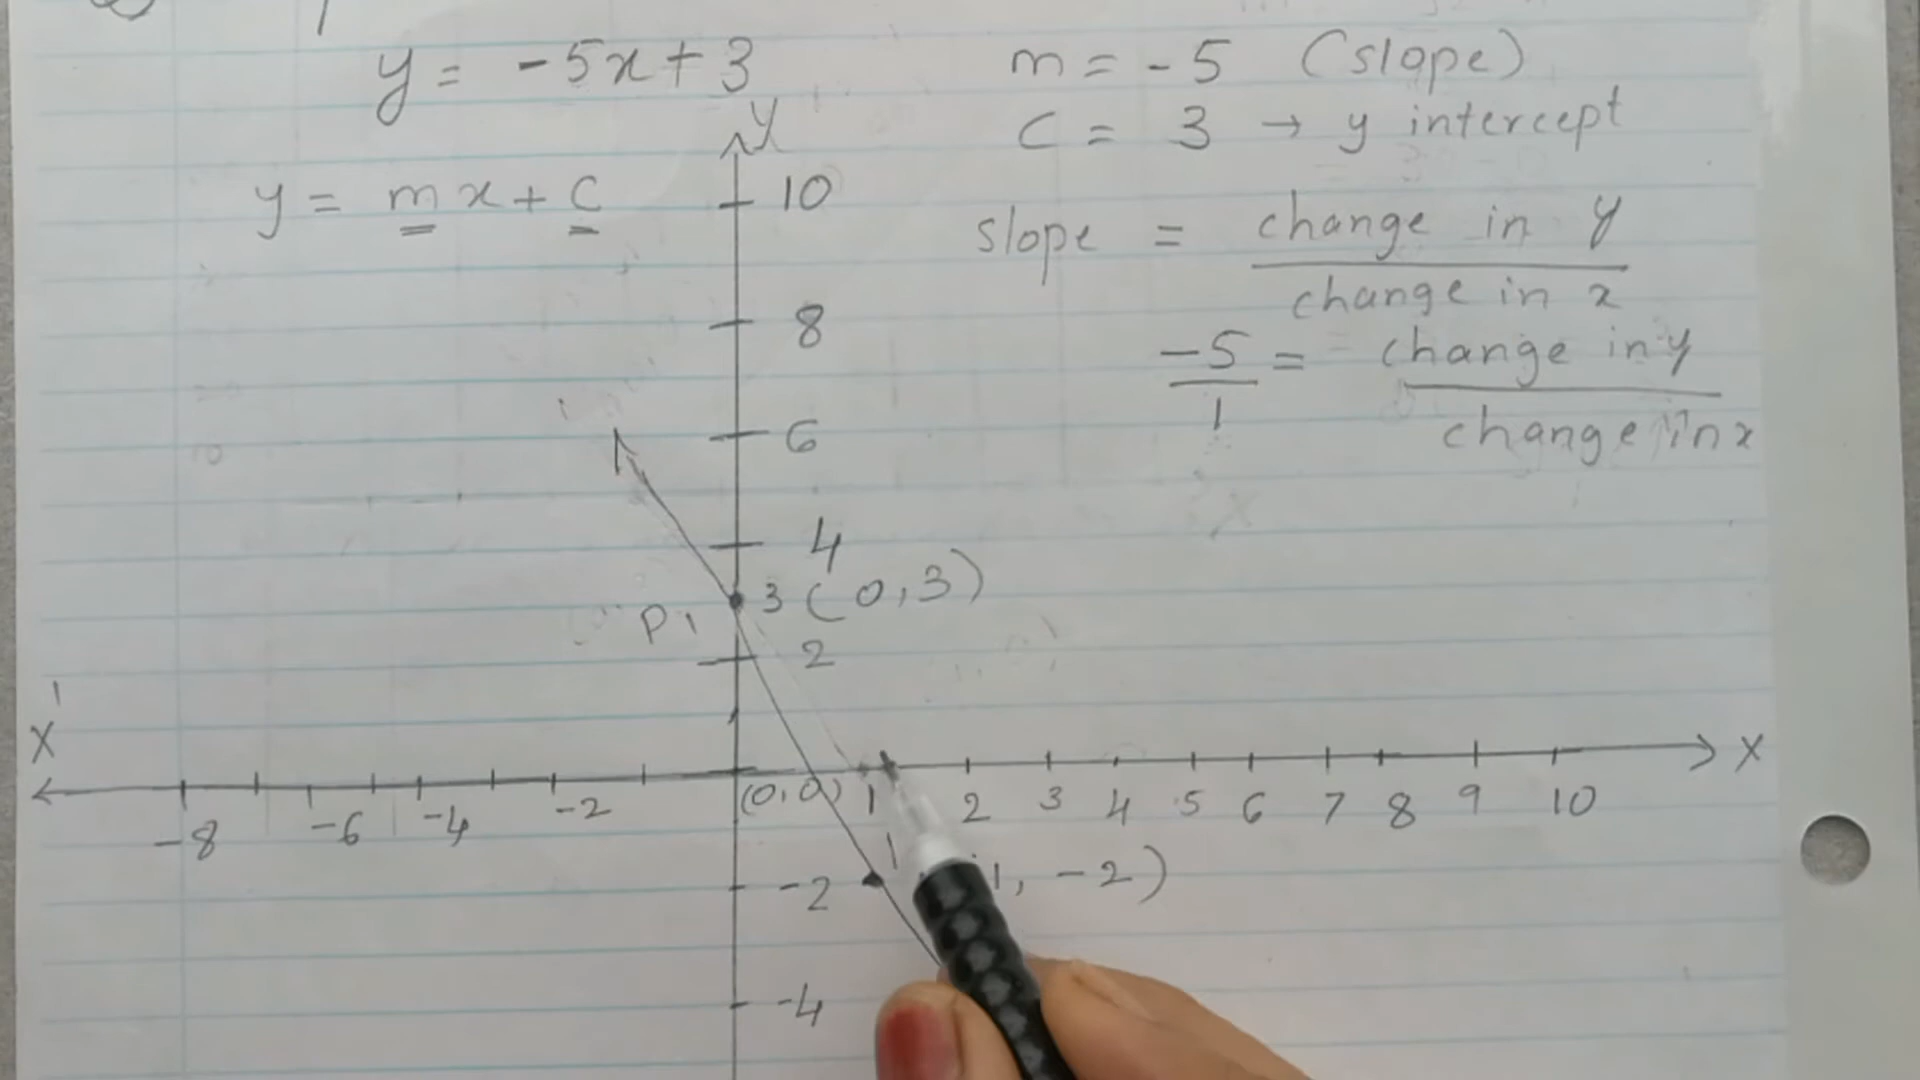 y = -5x + 3
m = -5 (slope)
c = 3 → y intercept
y = mx + c
y
10
slope = change in y
change in x
8
-5 = change in y
1 change in x
6
4
3 (0,3)
P1
2
X'
X
(0,0) 1 2 3 4 5 6 7 8 9 10
-8 -6 -4 -2
-2
1, -2)
-4